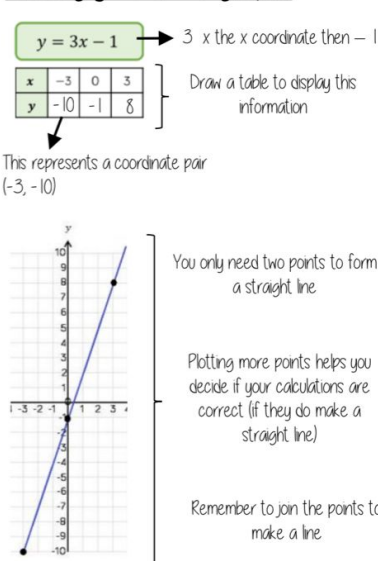 y = 3x − 1
3 x the x coordinate then − 1
x −3 0 3
y −10 −1 8
Draw a table to display this
information
This represents a coordinate pair
(-3, -10)
y
10
9
8
7
6
5
4
3
2
1
-3 -2 -1 1 2 3
-2
-3
-4
-5
-6
-7
-8
-9
-10
You only need two points to form
a straight line
Plotting more points helps you
decide if your calculations are
correct (if they do make a
straight line)
Remember to join the points to
make a line